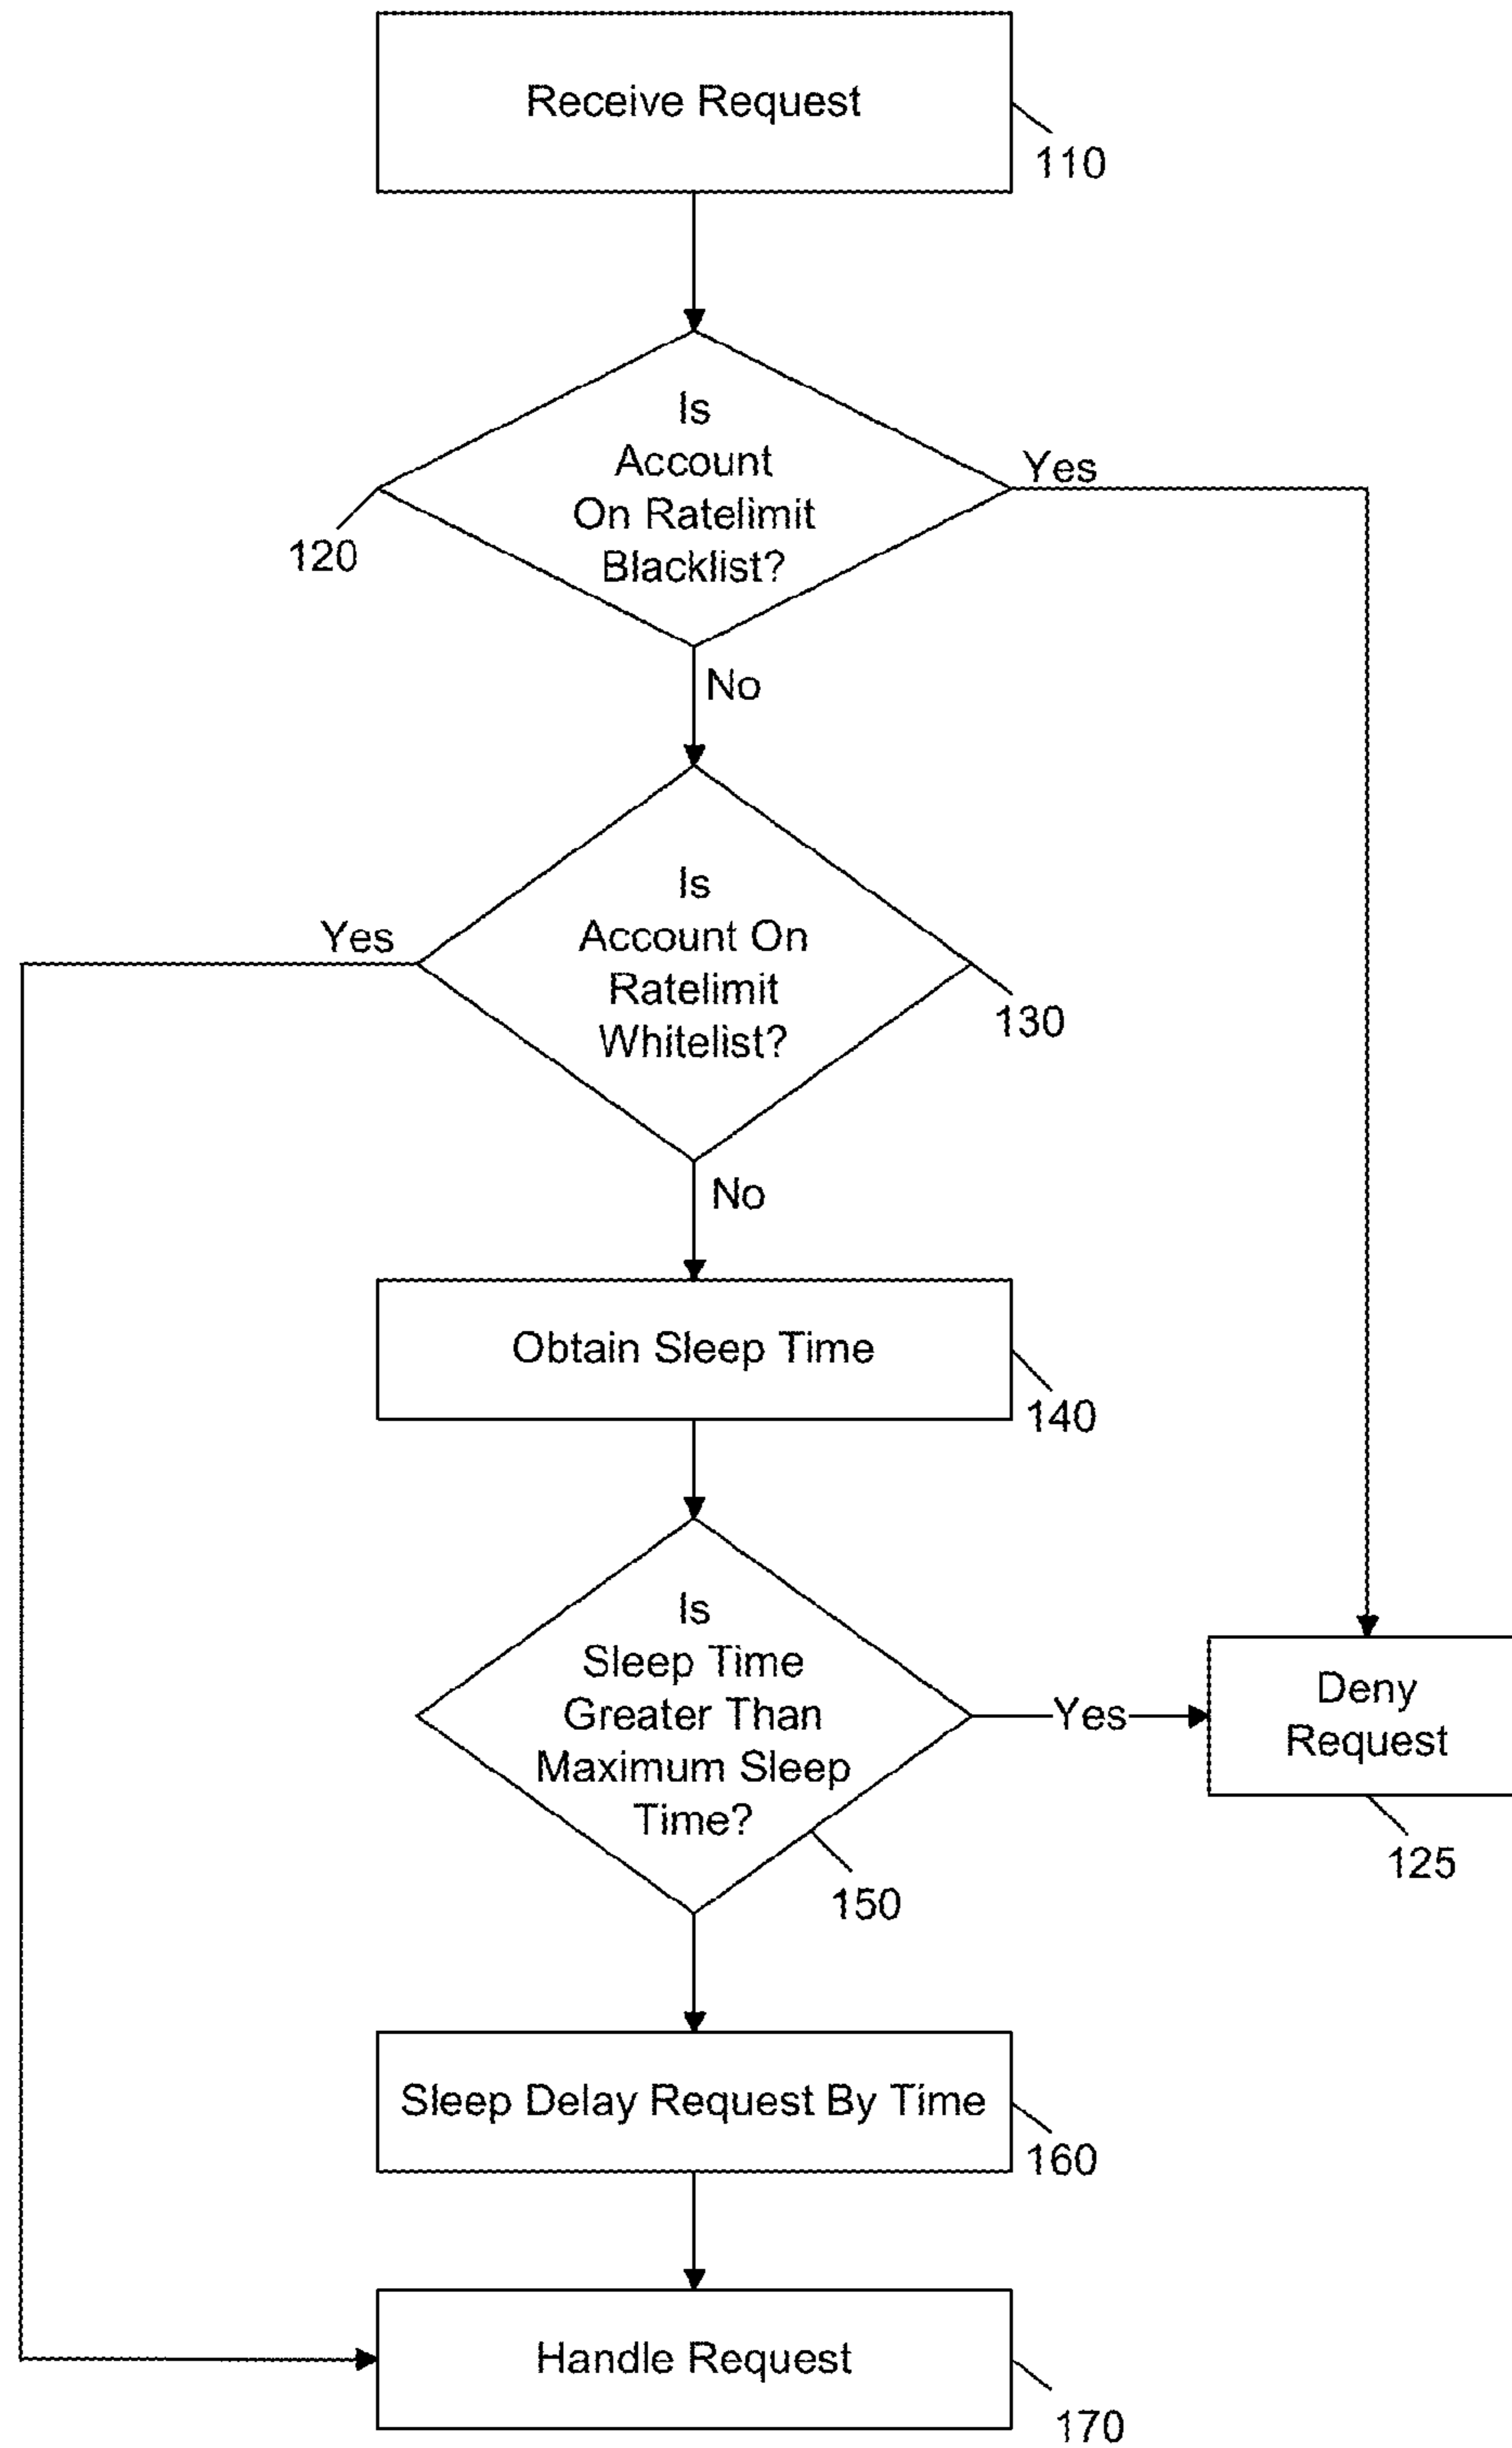 Receive Request
110
Is
Account
On Ratelimit
Blacklist?
Yes
120
No
Is
Account On
Ratelimit
Whitelist?
Yes
130
No
Obtain Sleep Time
140
Is
Sleep Time
Greater Than
Maximum Sleep
Time?
Yes
Deny
Request
125
150
Sleep Delay Request By Time
160
Handle Request
170